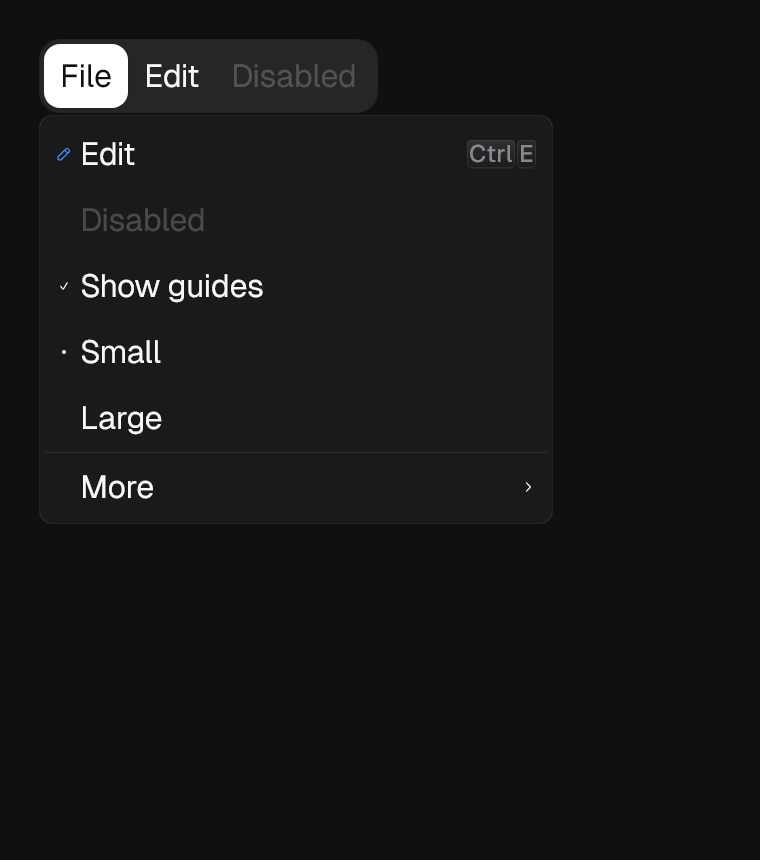 File Edit Disabled
Edit Ctrl E
Disabled
Show guides
Small
Large
More